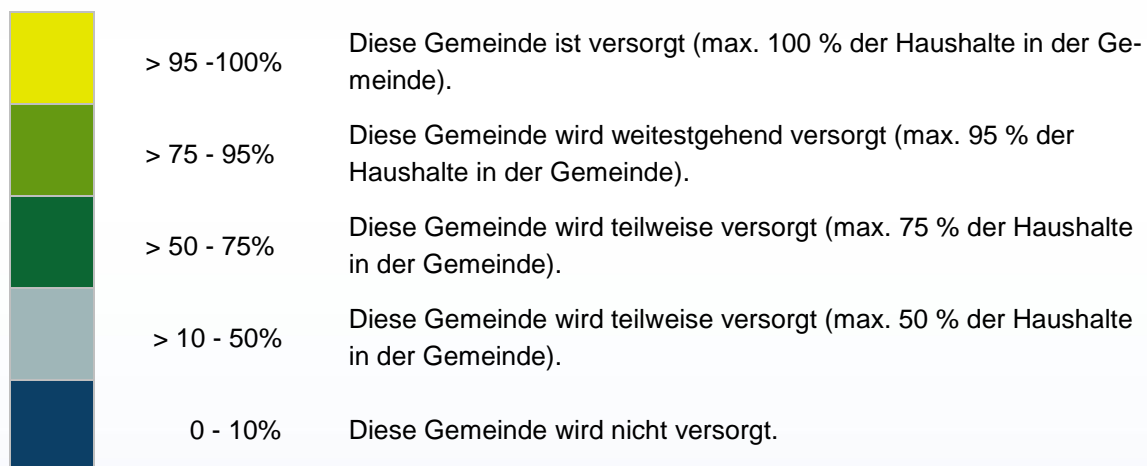 > 95 -100%
Diese Gemeinde ist versorgt (max. 100 % der Haushalte in der Ge-
meinde).
> 75 - 95%
Diese Gemeinde wird weitestgehend versorgt (max. 95 % der
Haushalte in der Gemeinde).
> 50 - 75%
Diese Gemeinde wird teilweise versorgt (max. 75 % der Haushalte
in der Gemeinde).
> 10 - 50%
Diese Gemeinde wird teilweise versorgt (max. 50 % der Haushalte
in der Gemeinde).
0 - 10%
Diese Gemeinde wird nicht versorgt.